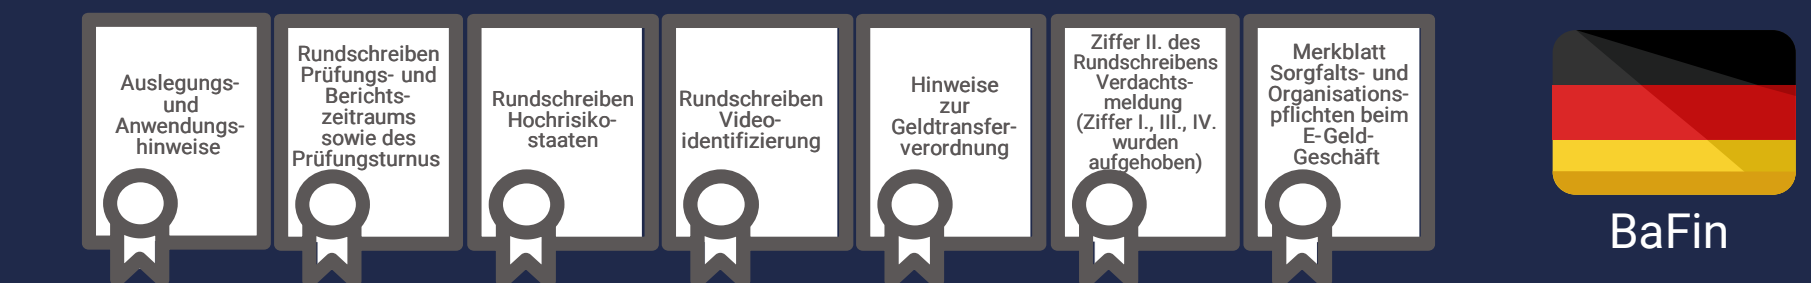 Auslegungs-
und
Anwendungs-
hinweise
Rundschreiben
Prüfungs- und
Berichts-
zeitraums
sowie des
Prüfungsturnus
Rundschreiben
Hochrisiko-
staaten
Rundschreiben
Video-
identifizierung
Hinweise
zur
Geldtransfer-
verordnung
Ziffer II. des
Rundschreibens
Verdachts-
meldung
(Ziffer I., III., IV.
wurden
aufgehoben)
Merkblatt
Sorgfalts- und
Organisations-
pflichten beim
E-Geld-
Geschäft
BaFin